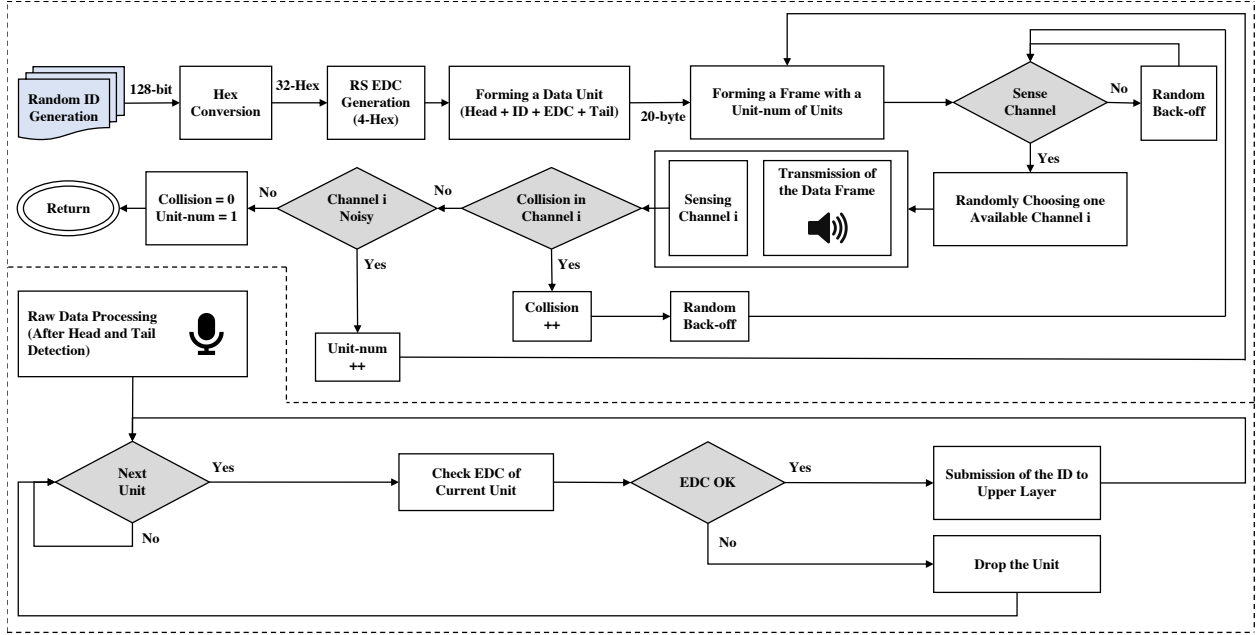 Random ID
Generation
128-bit
Hex
Conversion
32-Hex
RS EDC
Generation
(4-Hex)
Forming a Data Unit
(Head + ID + EDC + Tail)
20-byte
Forming a Frame with a
Unit-num of Units
Sense
Channel
No
Random
Back-off
Yes
Randomly Choosing one
Available Channel i
Transmission of
the Data Frame
Sensing
Channel i
Collision in
Channel i
No
Yes
Collision
++
Random
Back-off
Channel i
Noisy
No
Yes
Unit-num
++
Collision = 0
Unit-num = 1
Return
Raw Data Processing
(After Head and Tail
Detection)
Next
Unit
Yes
No
Check EDC of
Current Unit
EDC OK
Yes
No
Submission of the ID to
Upper Layer
Drop the Unit